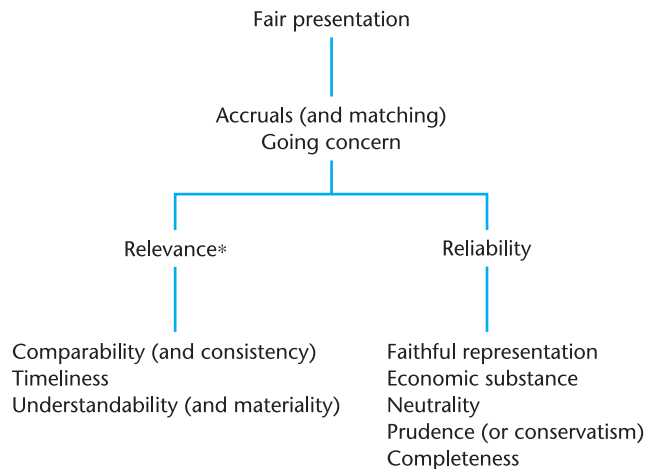 Fair presentation
Accruals (and matching)
Going concern
Relevance*
Reliability
Comparability (and consistency)
Timeliness
Understandability (and materiality)
Faithful representation
Economic substance
Neutrality
Prudence (or conservatism)
Completeness